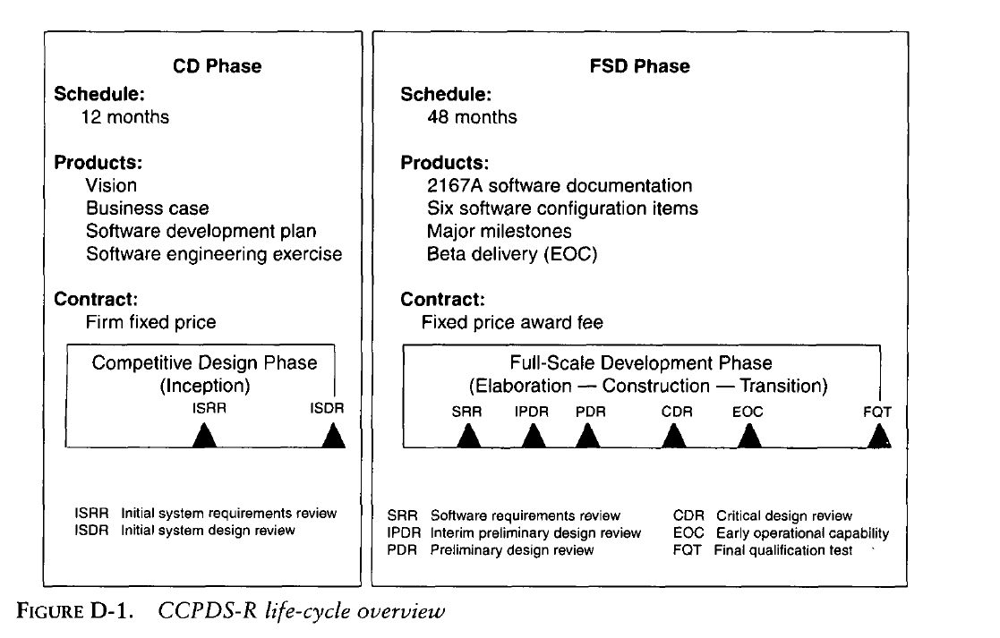 CD Phase
Schedule:
12 months
Products:
Vision
Business case
Software development plan
Software engineering exercise
Contract:
Firm fixed price
Competitive Design Phase
(Inception)
ISRR ISDR
ISRR Initial system requirements review
ISDR Initial system design review
FSD Phase
Schedule:
48 months
Products:
2167A software documentation
Six software configuration items
Major milestones
Beta delivery (EOC)
Contract:
Fixed price award fee
Full-Scale Development Phase
(Elaboration — Construction — Transition)
SRR IPDR PDR CDR EOC FQT
SRR Software requirements review
IPDR Interim preliminary design review
PDR Preliminary design review
CDR Critical design review
EOC Early operational capability
FQT Final qualification test
FIGURE D-1. CCPDS-R life-cycle overview